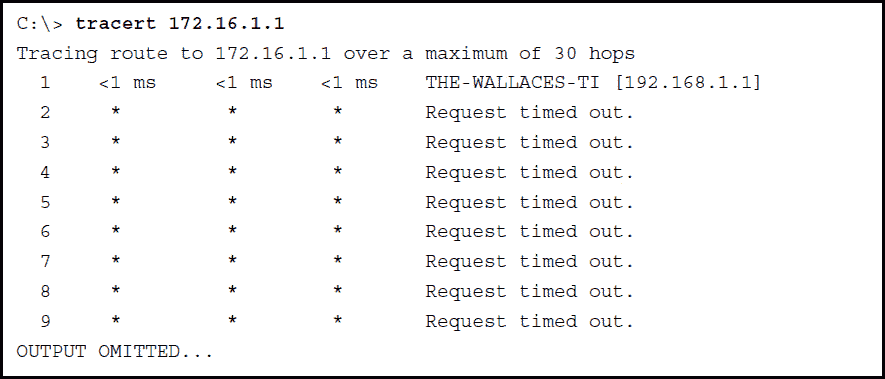 C:\> tracert 172.16.1.1
Tracing route to 172.16.1.1 over a maximum of 30 hops
1 <1 ms <1 ms <1 ms THE-WALLACES-TI [192.168.1.1]
2 * * * Request timed out.
3 * * * Request timed out.
4 * * * Request timed out.
5 * * * Request timed out.
6 * * * Request timed out.
7 * * * Request timed out.
8 * * * Request timed out.
9 * * * Request timed out.
OUTPUT OMITTED...